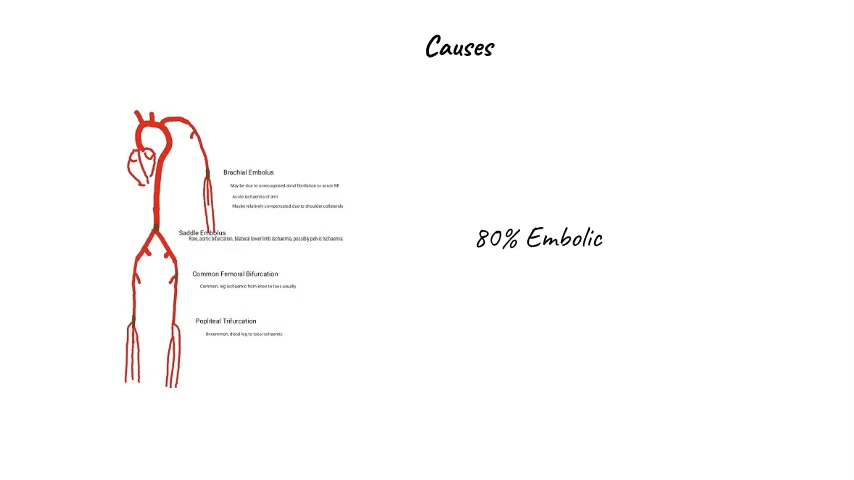 Causes
Brachial Embolus
May be due to unrecognised atrial fibrillation or acute MI
Acute ischaemia of arm
Maybe relatively compensated due to shoulder collaterals
Saddle Embolus
Rare, aortic bifurcation, bilateral lower limb ischaemia, possibly pelvic ischaemia
80% Embolic
Common Femoral Bifurcation
Common, leg ischaemic from knee to toes usually
Popliteal Trifurcation
Uncommon, distal leg to toes ischaemic